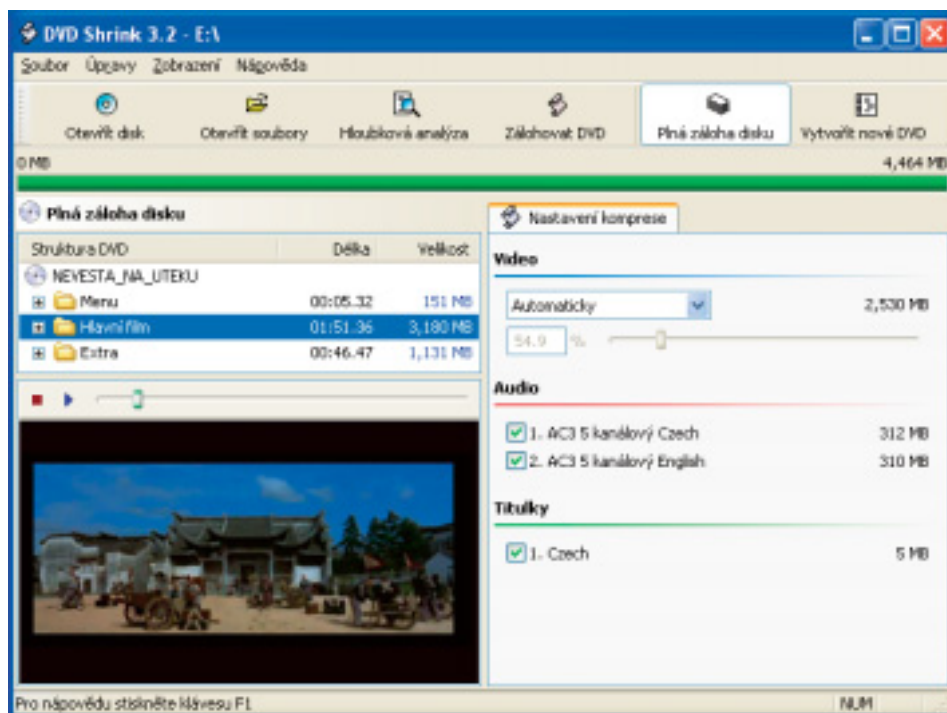 DVD Shrink 3.2 - E:\
Soubor Úpravy Zobrazení Nápověda
Otevřít disk Otevřít soubory Hloubková analýza Zálohovat DVD Plná záloha disku Vytvořit nové DVD
0 MB 4,464 MB
Plná záloha disku
Struktura DVD Délka Velikost
NEVESTA_NA_UTEKU
Menu 00:05.32 151 MB
Hlavní film 01:51.36 3,180 MB
Extra 00:46.47 1,131 MB
Nastavení komprese
Video
Automaticky 2,530 MB
54.9 %
Audio
1. AC3 5 kanálový Czech 312 MB
2. AC3 5 kanálový English 310 MB
Titulky
1. Czech 5 MB
Pro nápovědu stiskněte klávesu F1 NUM